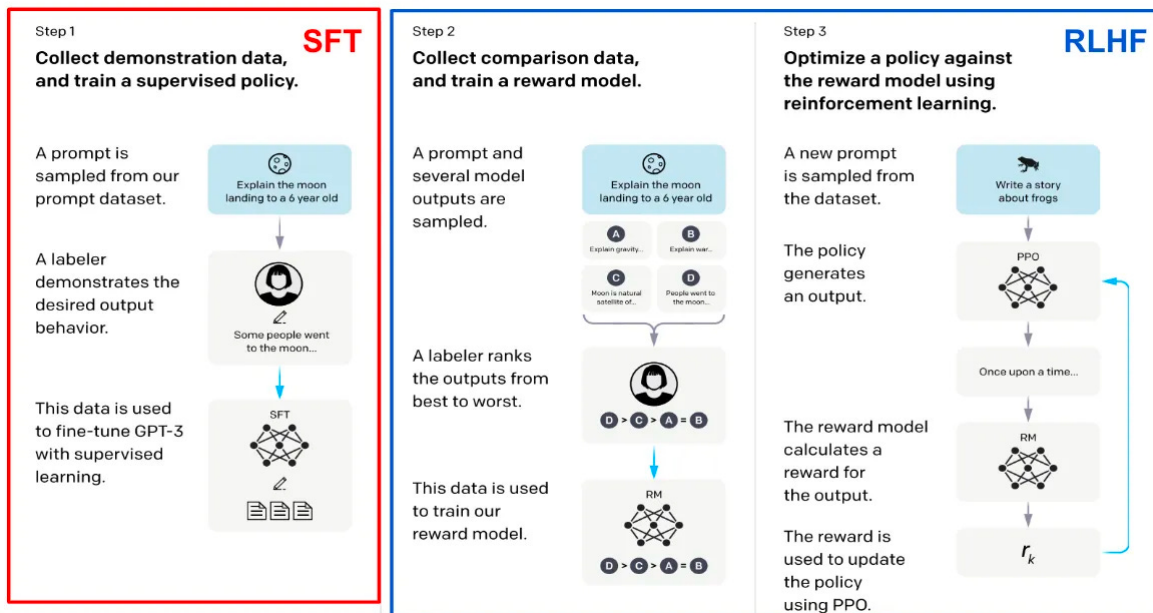 Step 1
SFT
Collect demonstration data,
and train a supervised policy.
A prompt is
sampled from our
prompt dataset.
Explain the moon
landing to a 6 year old
A labeler
demonstrates the
desired output
behavior.
Some people went
to the moon...
This data is used
to fine-tune GPT-3
with supervised
learning.
SFT
Step 2
Collect comparison data,
and train a reward model.
A prompt and
several model
outputs are
sampled.
Explain the moon
landing to a 6 year old
A
Explain gravity...
B
Explain war...
C
Moon is natural
satellite of...
D
People went to
the moon...
A labeler ranks
the outputs from
best to worst.
D > C > A = B
This data is used
to train our
reward model.
RM
D > C > A = B
Step 3
RLHF
Optimize a policy against
the reward model using
reinforcement learning.
A new prompt
is sampled from
the dataset.
Write a story
about frogs
The policy
generates
an output.
PPO
Once upon a time...
The reward model
calculates a
reward for
the output.
RM
The reward is
used to update
the policy
using PPO.
rₖ